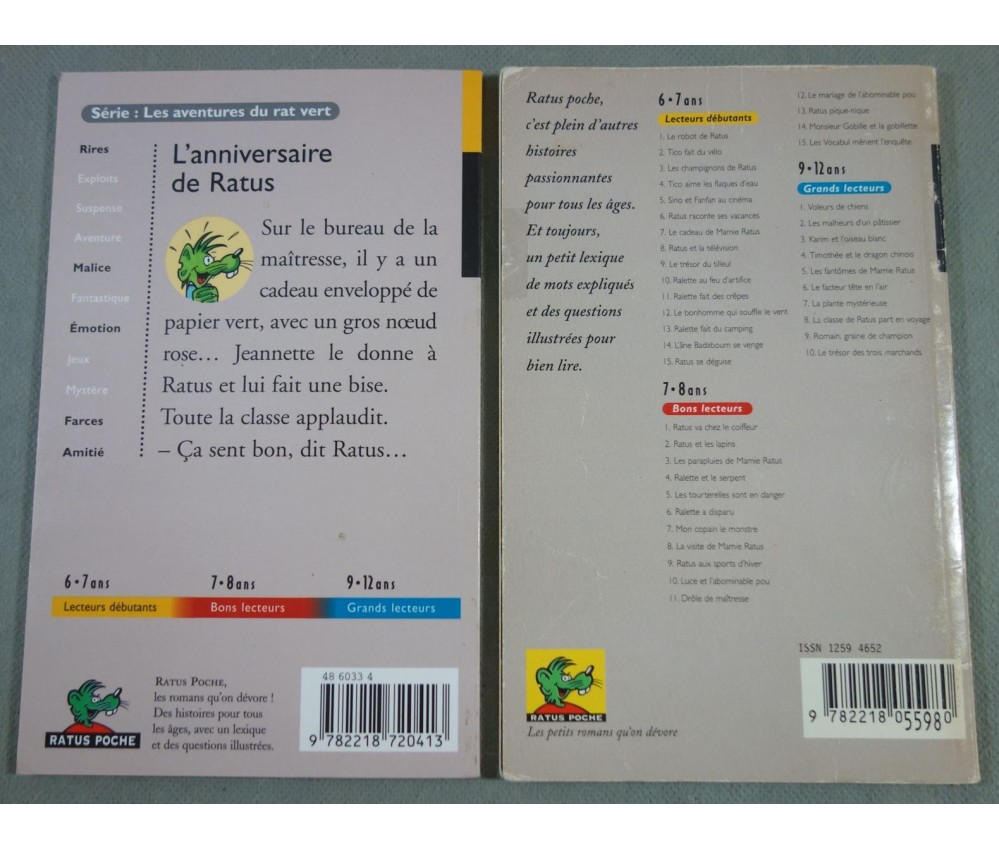 Série : Les aventures du rat vert
Rires
Exploits
Suspense
Aventure
Malice
Fantastique
Émotion
Jeux
Mystère
Farces
Amitié
L'anniversaire
de Ratus
Sur le bureau de la
maîtresse, il y a un
cadeau enveloppé de
papier vert, avec un gros nœud
rose… Jeannette le donne à
Ratus et lui fait une bise.
Toute la classe applaudit.
– Ça sent bon, dit Ratus…
6•7ans
7•8ans
9•12ans
Lecteurs débutants
Bons lecteurs
Grands lecteurs
RATUS POCHE
RATUS POCHE,
les romans qu'on dévore !
Des histoires pour tous
les âges, avec un lexique
et des questions illustrées.
48 6033 4
9 782218 720413
Ratus poche,
c'est plein d'autres
histoires
passionnantes
pour tous les âges.
Et toujours,
un petit lexique
de mots expliqués
et des questions
illustrées pour
bien lire.
6•7ans
Lecteurs débutants
1. Le robot de Ratus
2. Tico fait du vélo
3. Les champignons de Ratus
4. Tico aime les flaques d'eau
5. Sino et Fanfan au cinéma
6. Ratus raconte ses vacances
7. Le cadeau de Mamie Ratus
8. Ratus et la télévision
9. Le trésor du tilleul
10. Ralette au feu d'artifice
11. Ralette fait des crêpes
12. Le bonhomme qui souffle le vent
13. Ralette fait du camping
14. L'âne Badaboum se venge
15. Ratus se déguise
7•8ans
Bons lecteurs
1. Ratus va chez le coiffeur
2. Ratus et les lapins
3. Les parapluies de Mamie Ratus
4. Ralette et le serpent
5. Les tourterelles sont en danger
6. Ralette a disparu
7. Mon copain le monstre
8. La visite de Mamie Ratus
9. Ratus aux sports d'hiver
10. Luce et l'abominable pou
11. Drôle de maîtresse
12. Le mariage de l'abominable pou
13. Ratus pique-nique
14. Monsieur Gobille et la gobillette
15. Les Vocabul mènent l'enquête
9•12ans
Grands lecteurs
1. Voleurs de chiens
2. Les malheurs d'un pâtissier
3. Karim et l'oiseau blanc
4. Timothée et le dragon chinois
5. Les fantômes de Mamie Ratus
6. Le facteur tête en l'air
7. La plante mystérieuse
8. La classe de Ratus part en voyage
9. Romain, graine de champion
10. Le trésor des trois marchands
RATUS POCHE
Les petits romans qu'on dévore
ISSN 1259 4652
9 782218 055980